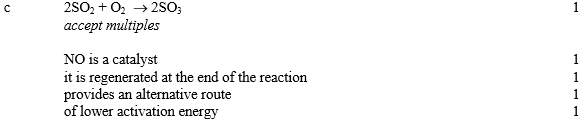 c 2SO₂ + O₂ → 2SO₃ 1
accept multiples
NO is a catalyst 1
it is regenerated at the end of the reaction 1
provides an alternative route 1
of lower activation energy 1